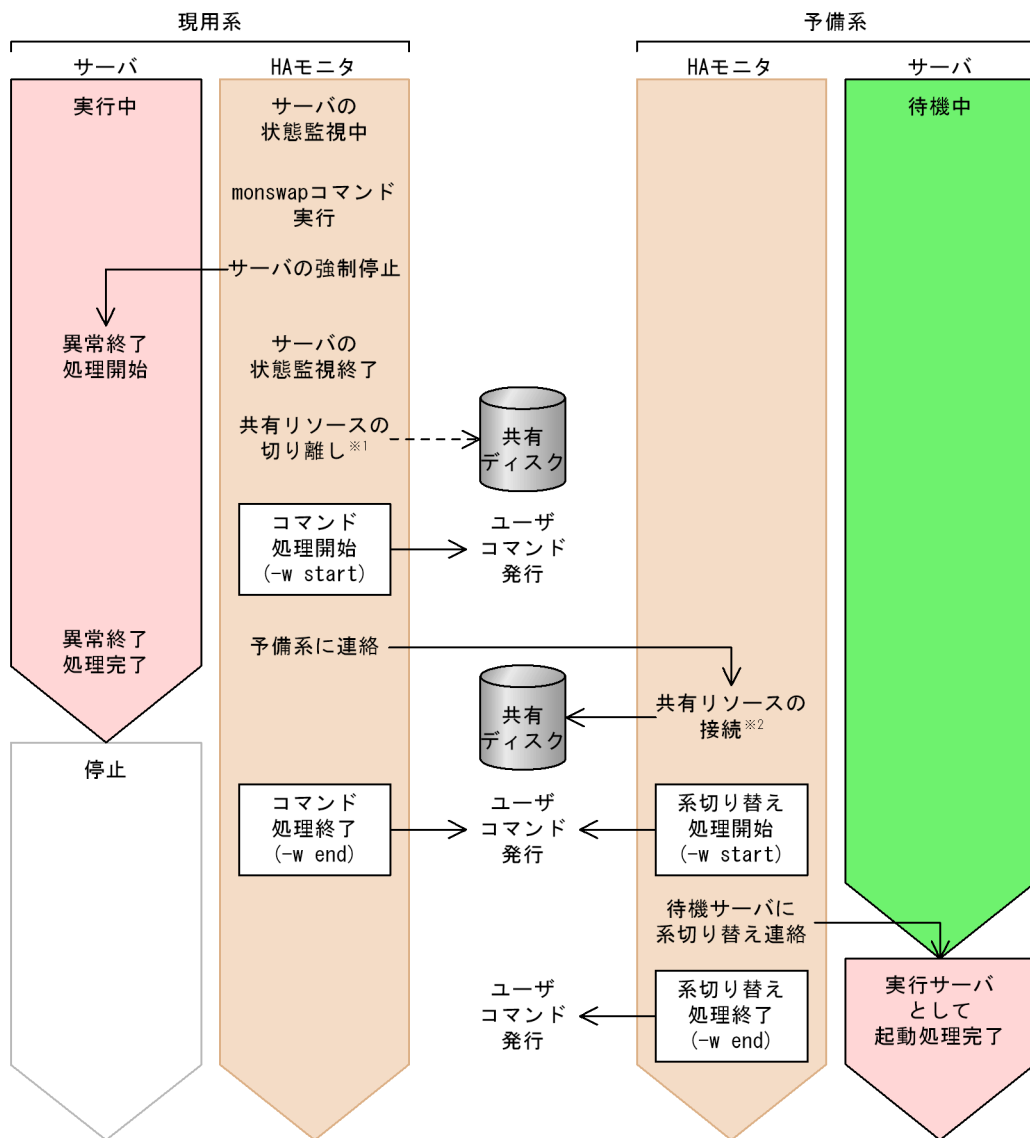 現用系
予備系
サーバ
HAモニタ
HAモニタ
サーバ
実行中
サーバの
状態監視中
待機中
monswapコマンド
実行
サーバの強制停止
異常終了
処理開始
サーバの
状態監視終了
共有リソースの
切り離し※1
共有
ディスク
コマンド
処理開始
(-w start)
ユーザ
コマンド
発行
異常終了
処理完了
予備系に連絡
共有
ディスク
共有リソースの
接続※2
停止
コマンド
処理終了
(-w end)
ユーザ
コマンド
発行
系切り替え
処理開始
(-w start)
待機サーバに
系切り替え連絡
ユーザ
コマンド
発行
系切り替え
処理終了
(-w end)
実行サーバ
として
起動処理完了